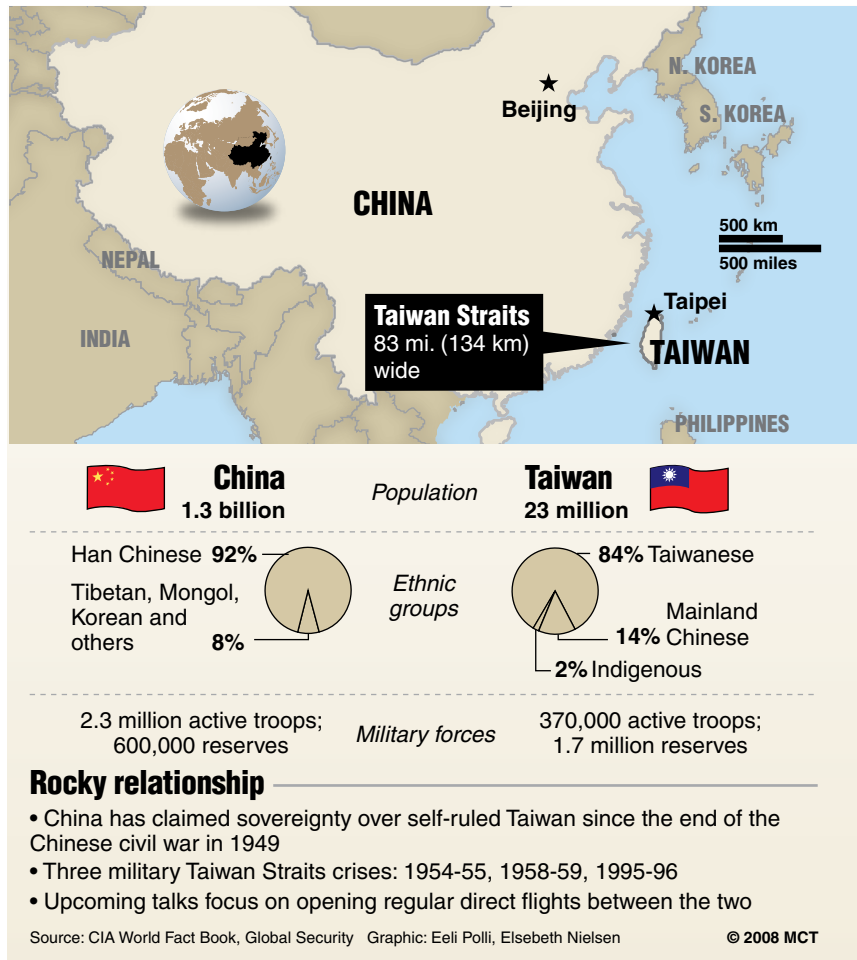 N. KOREA
Beijing
S. KOREA
CHINA
500 km
500 miles
NEPAL
Taipei
Taiwan Straits
83 mi. (134 km)
wide
INDIA
TAIWAN
PHILIPPINES
China
1.3 billion
Population
Taiwan
23 million
Han Chinese 92%
Tibetan, Mongol,
Korean and
others 8%
Ethnic
groups
84% Taiwanese
Mainland
14% Chinese
2% Indigenous
2.3 million active troops;
600,000 reserves
Military forces
370,000 active troops;
1.7 million reserves
Rocky relationship
• China has claimed sovereignty over self-ruled Taiwan since the end of the
Chinese civil war in 1949
• Three military Taiwan Straits crises: 1954-55, 1958-59, 1995-96
• Upcoming talks focus on opening regular direct flights between the two
Source: CIA World Fact Book, Global Security Graphic: Eeli Polli, Elsebeth Nielsen © 2008 MCT